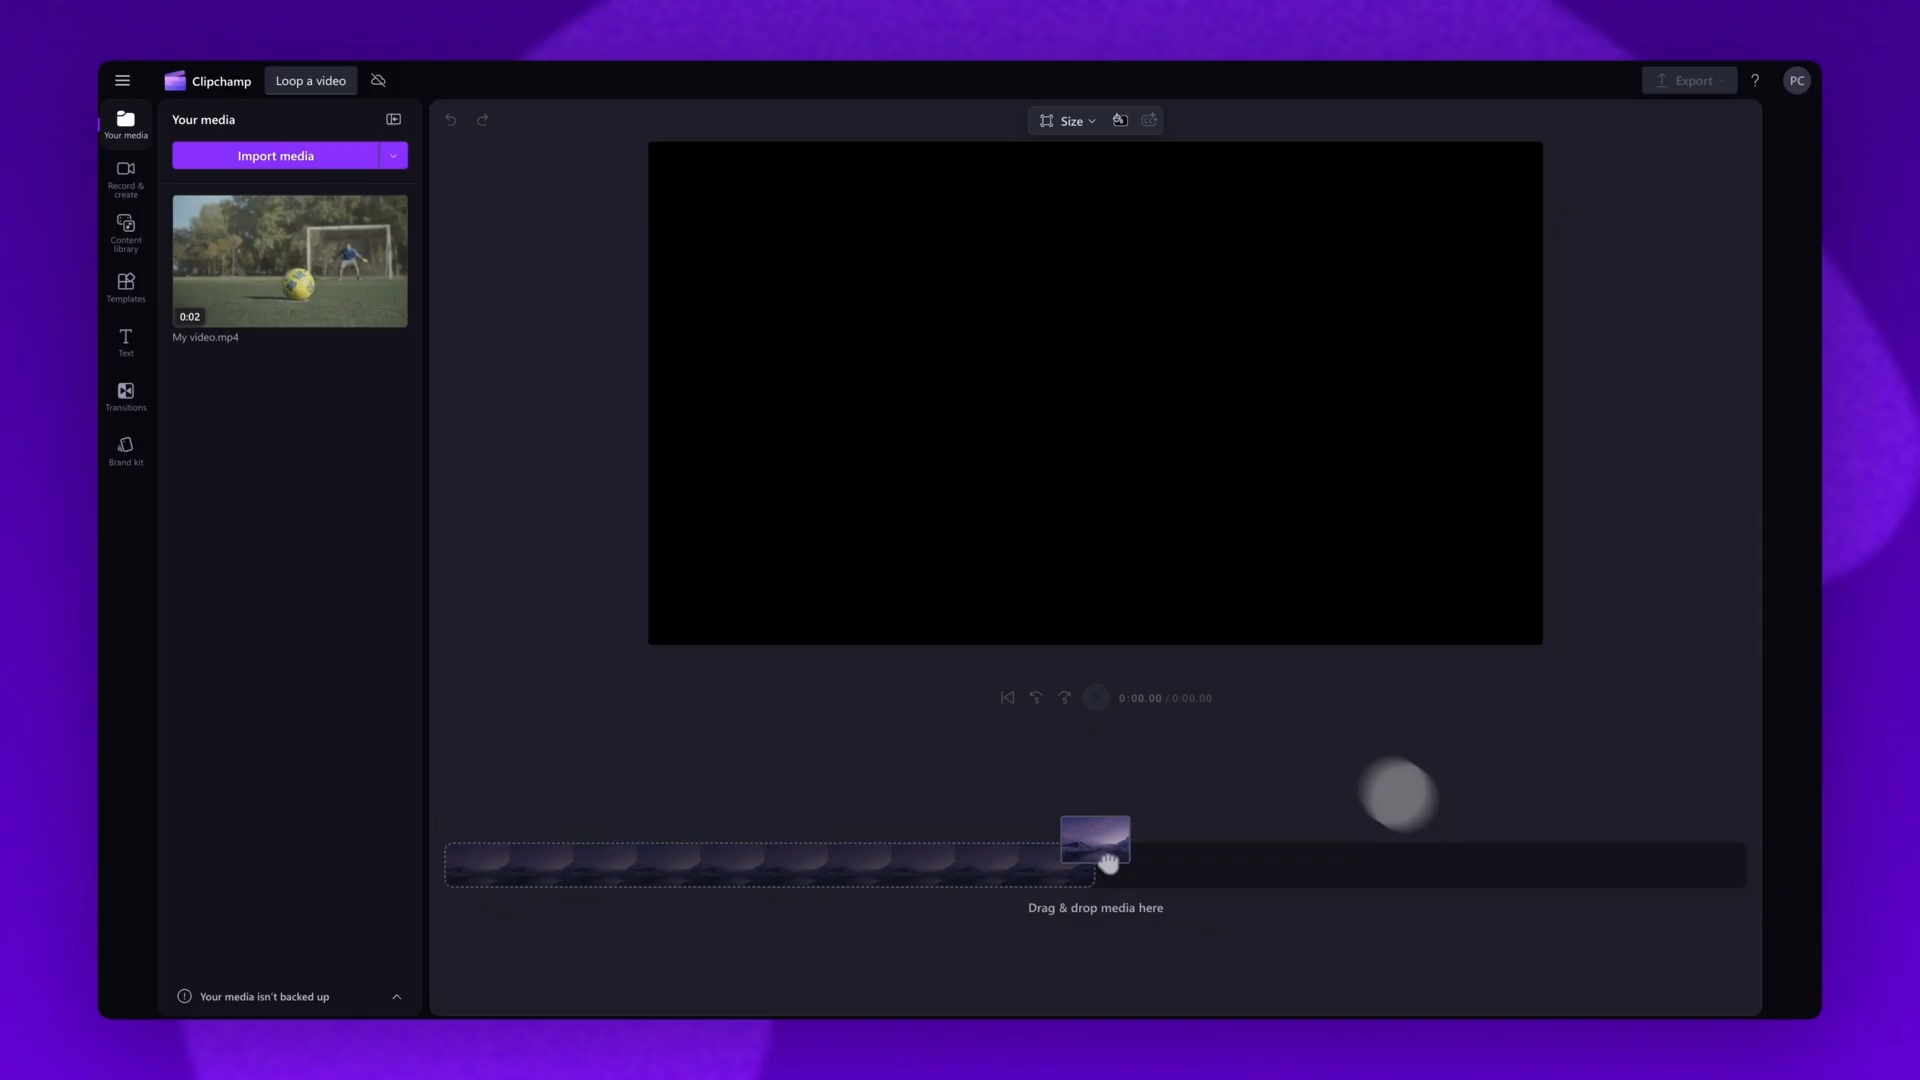 Clipchamp
Loop a video
Export
?
PC
Your media
Record &
create
Content
library
Templates
Text
Transitions
Brand kit
Your media
Import media
0:02
My video.mp4
Your media isn't backed up
Size
5
5
0:00.00 / 0:00.00
Drag & drop media here